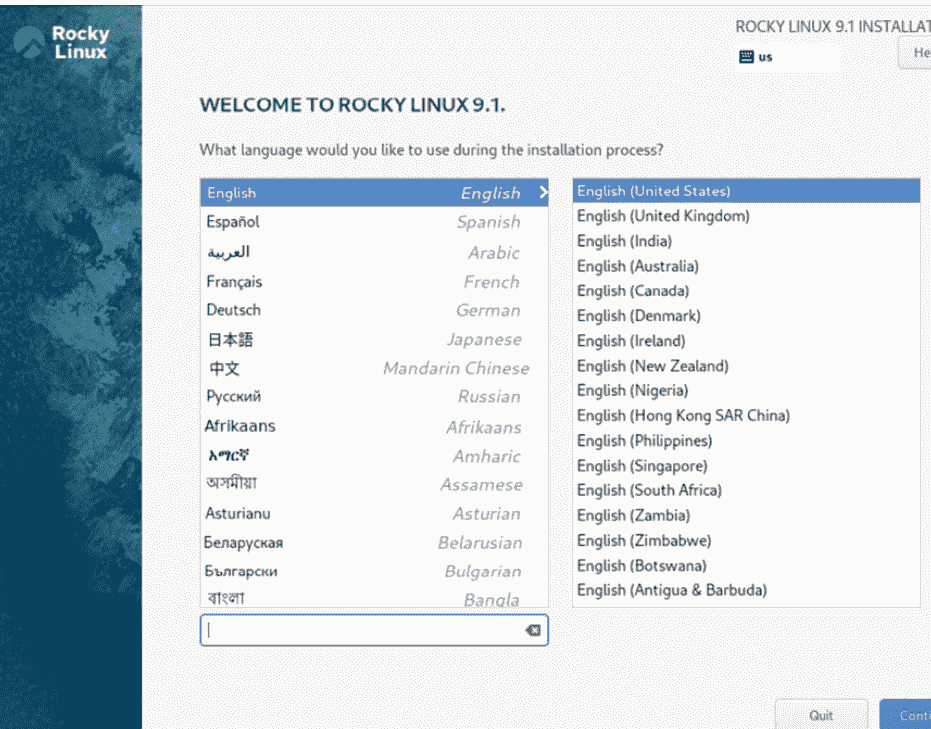 Rocky
Linux
ROCKY LINUX 9.1 INSTALLAT
us
He
WELCOME TO ROCKY LINUX 9.1.
What language would you like to use during the installation process?
English English
Español Spanish
العربية Arabic
Français French
Deutsch German
日本語 Japanese
中文 Mandarin Chinese
Русский Russian
Afrikaans Afrikaans
አማርኛ Amharic
অসমীয়া Assamese
Asturianu Asturian
Беларуская Belarusian
Български Bulgarian
বাংলা Bangla
English (United States)
English (United Kingdom)
English (India)
English (Australia)
English (Canada)
English (Denmark)
English (Ireland)
English (New Zealand)
English (Nigeria)
English (Hong Kong SAR China)
English (Philippines)
English (Singapore)
English (South Africa)
English (Zambia)
English (Zimbabwe)
English (Botswana)
English (Antigua & Barbuda)
Quit
Conti